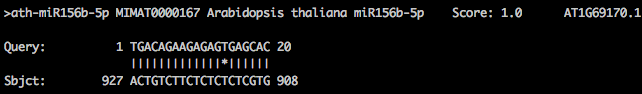 >ath-miR156b-5p MIMAT0000167 Arabidopsis thaliana miR156b-5p    Score: 1.0      AT1G69170.1
Query:          1 TGACAGAAGAGAGTGAGCAC 20
                  |||||||||||||*||||||
Sbjct:        927 ACTGTCTTCTCTCTCTCGTG 908